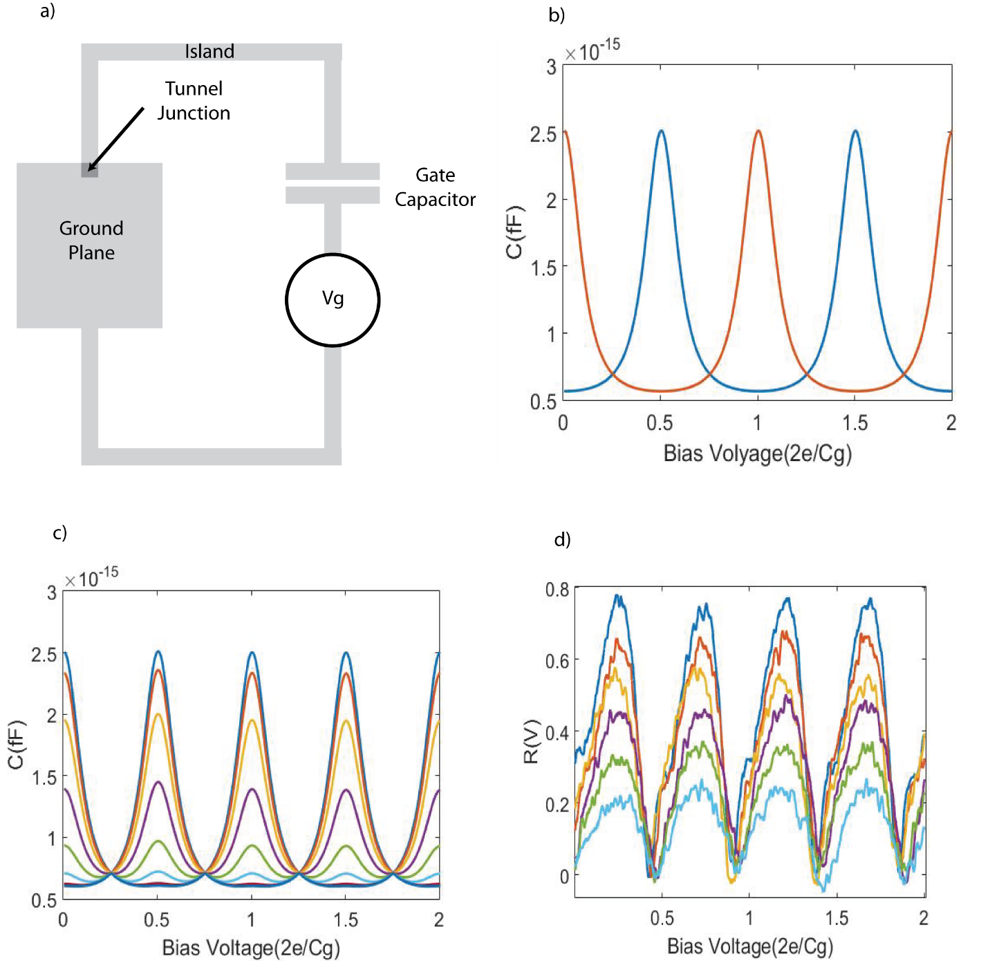 a)
Island
Tunnel
Junction
Ground
Plane
Gate
Capacitor
Vg
b)
×10-15
3
2.5
2
1.5
1
0.5
C(fF)
0 0.5 1 1.5 2
Bias Volyage(2e/Cg)
c)
×10-15
3
2.5
2
1.5
1
0.5
C(fF)
0 0.5 1 1.5 2
Bias Voltage(2e/Cg)
d)
0.8
0.6
0.4
0.2
0
R(V)
0.5 1 1.5 2
Bias Voltage(2e/Cg)